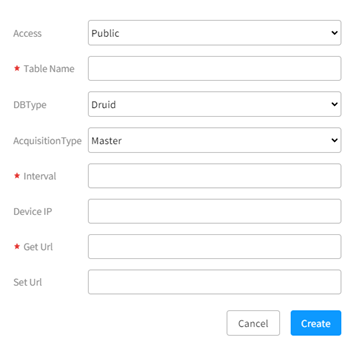 Access Public
* Table Name
DBType Druid
AcquisitionType Master
* Interval
Device IP
* Get Url
Set Url
Cancel Create